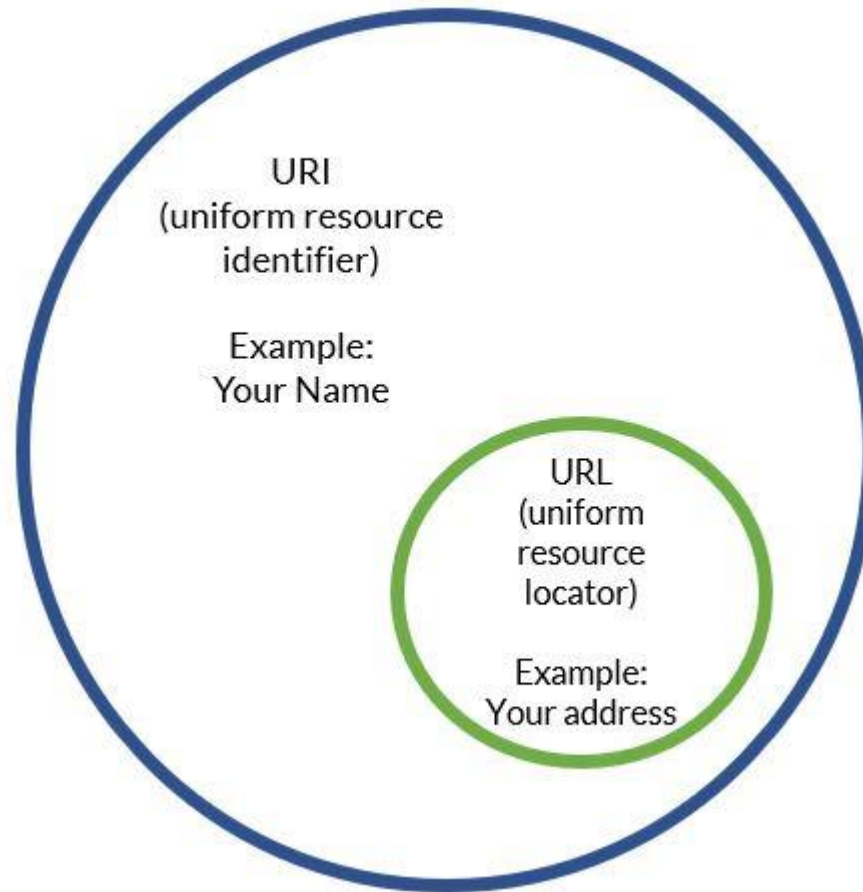 URI
(uniform resource
identifier)
Example:
Your Name
URL
(uniform
resource
locator)
Example:
Your address